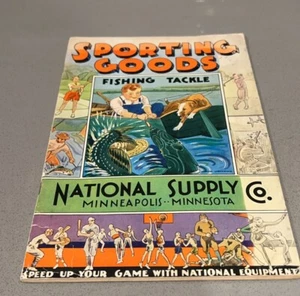 SPORTING
GOODS
FISHING TACKLE
NATIONAL SUPPLY CO.
MINNEAPOLIS·· MINNESOTA
SPEED UP YOUR GAME WITH NATIONAL EQUIPMENT